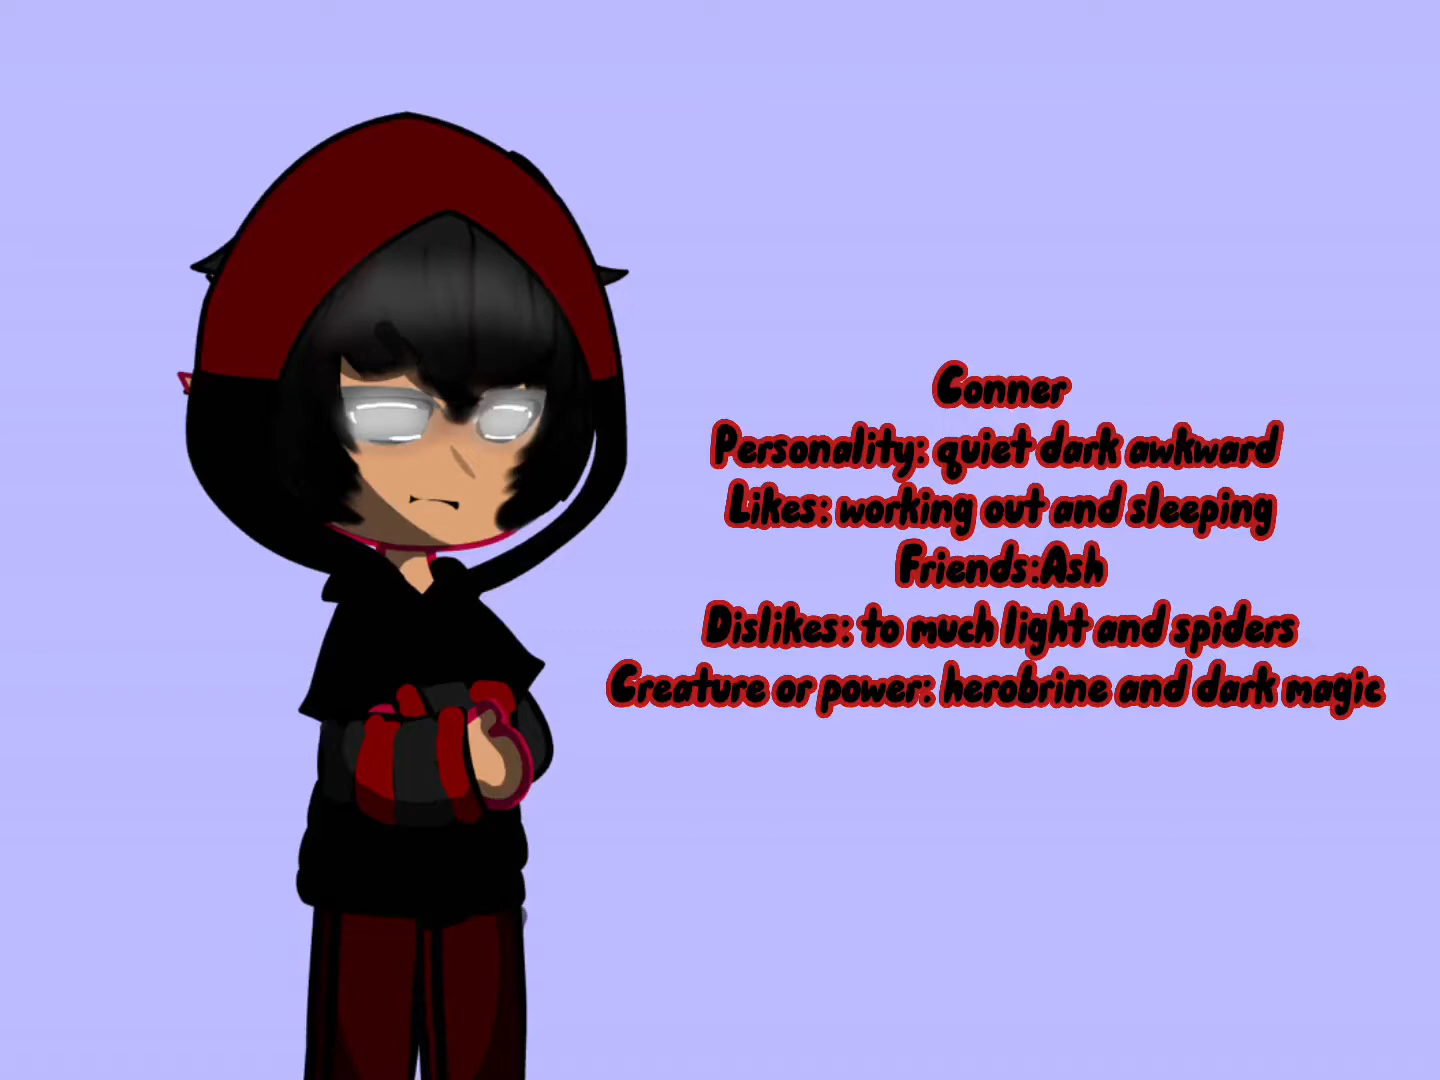 Conner
Personality: quiet dark awkward
Likes: working out and sleeping
Friends:Ash
Dislikes: to much light and spiders
Creature or power: herobrine and dark magic